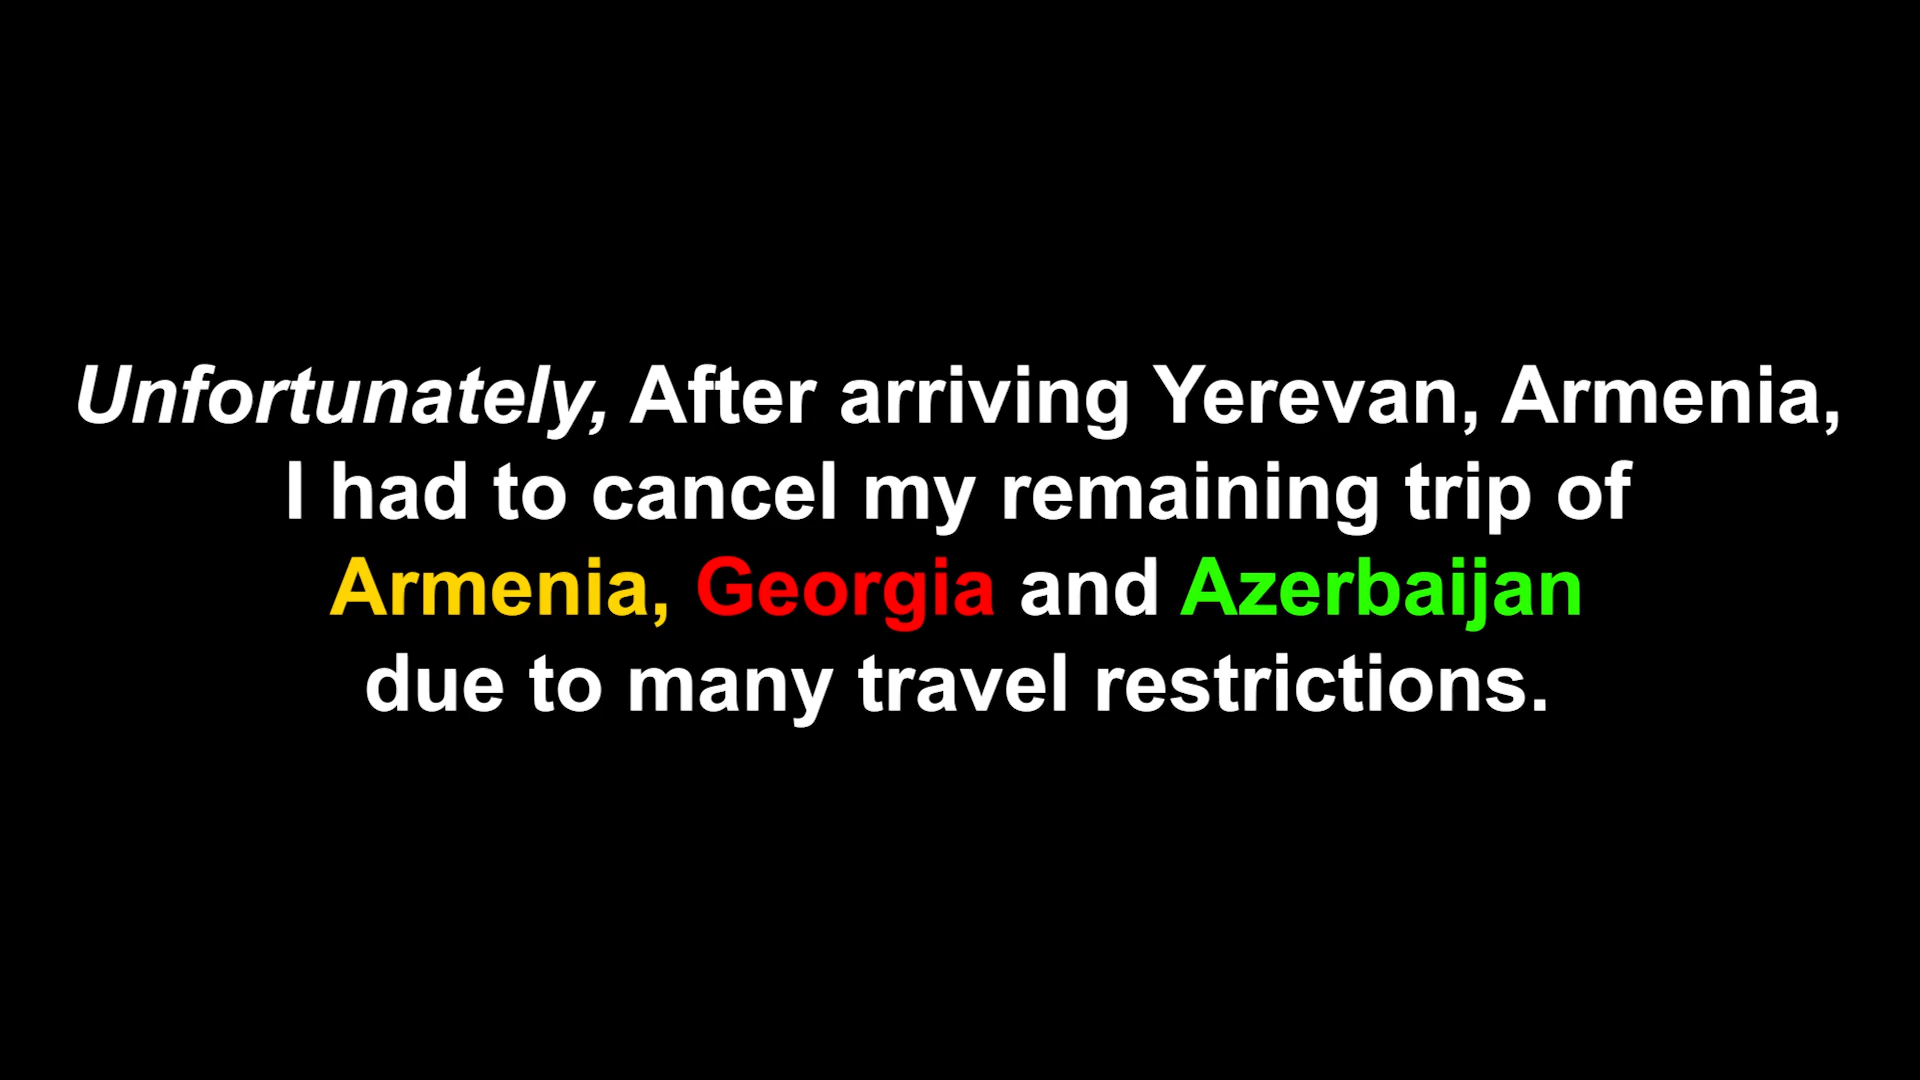 Unfortunately, After arriving Yerevan, Armenia,
I had to cancel my remaining trip of
Armenia, Georgia and Azerbaijan
due to many travel restrictions.